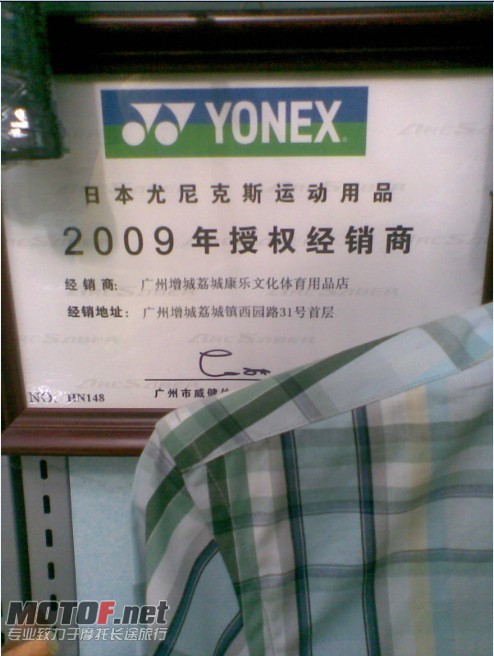 YONEX
日本尤尼克斯运动用品
2009年授权经销商
经销商: 广州增城荔城康乐文化体育用品店
经销地址: 广州增城荔城镇西园路31号首层
广州市威健
NO. HN148
MOTOF.net
专业致力于摩托长途旅行